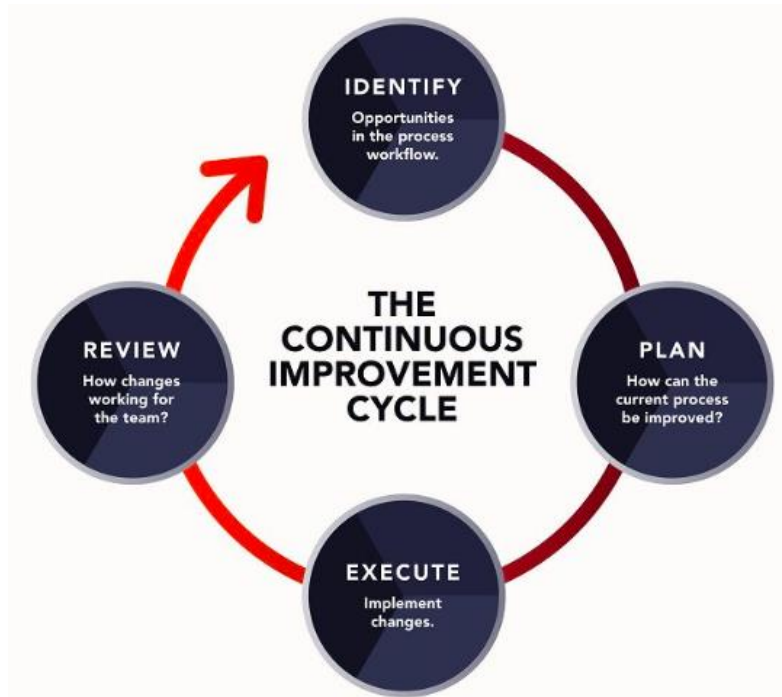 IDENTIFY
Opportunities
in the process
workflow.
THE
CONTINUOUS
IMPROVEMENT
CYCLE
PLAN
How can the
current process
be improved?
EXECUTE
Implement
changes.
REVIEW
How changes
working for
the team?